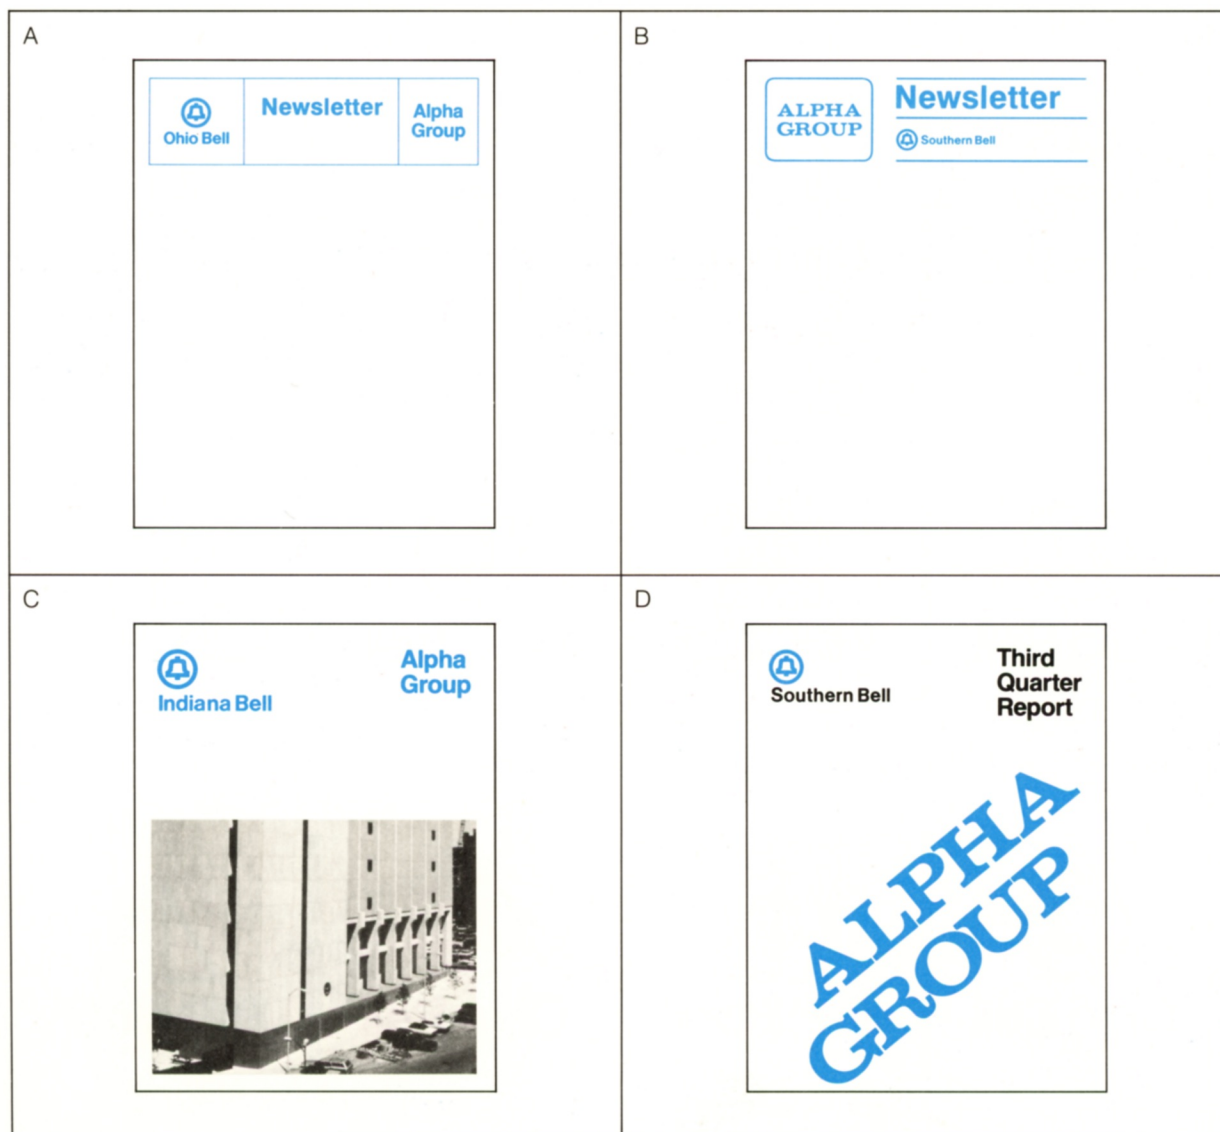 A
Ohio Bell
Newsletter
Alpha
Group
B
ALPHA
GROUP
Newsletter
Southern Bell
C
Indiana Bell
Alpha
Group
D
Southern Bell
Third
Quarter
Report
ALPHA
GROUP